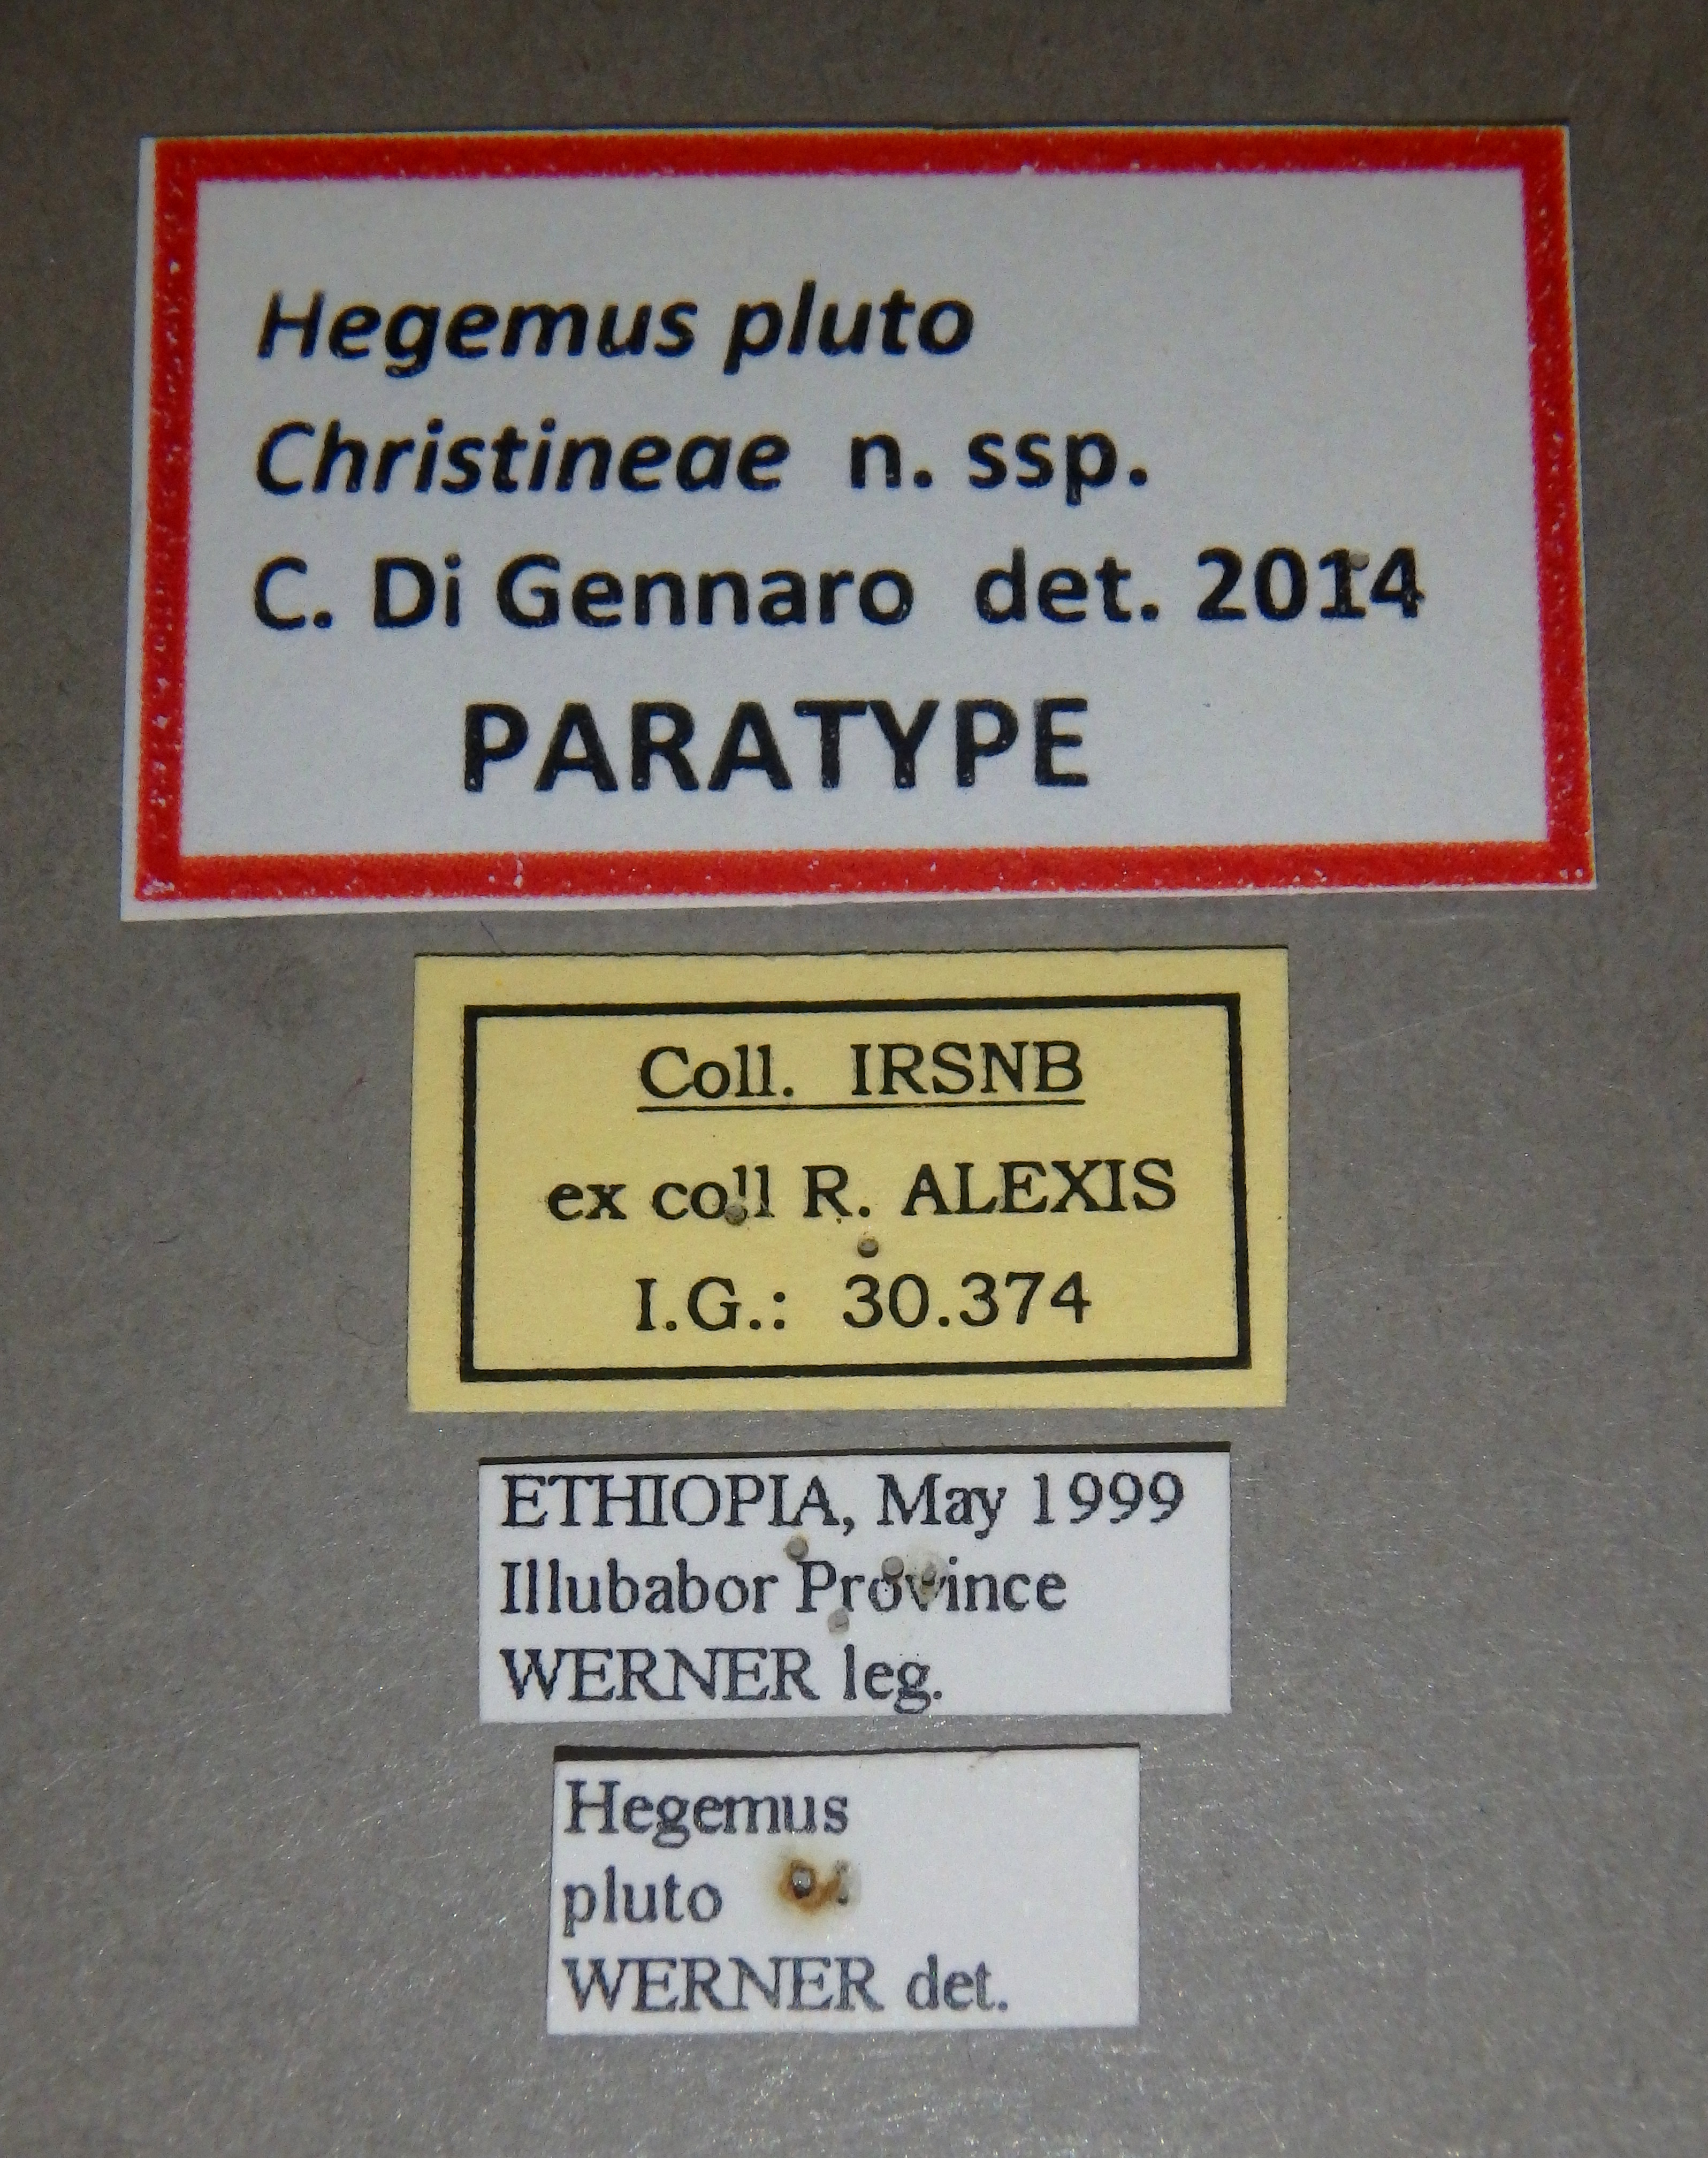 Hegemus pluto
Christineae n. ssp.
C. Di Gennaro det. 2014
PARATYPE
Coll. IRSNB
ex coll R. ALEXIS
I.G.: 30.374
ETHIOPIA, May 1999
Illubabor Province
WERNER leg.
Hegemus
pluto
WERNER det.